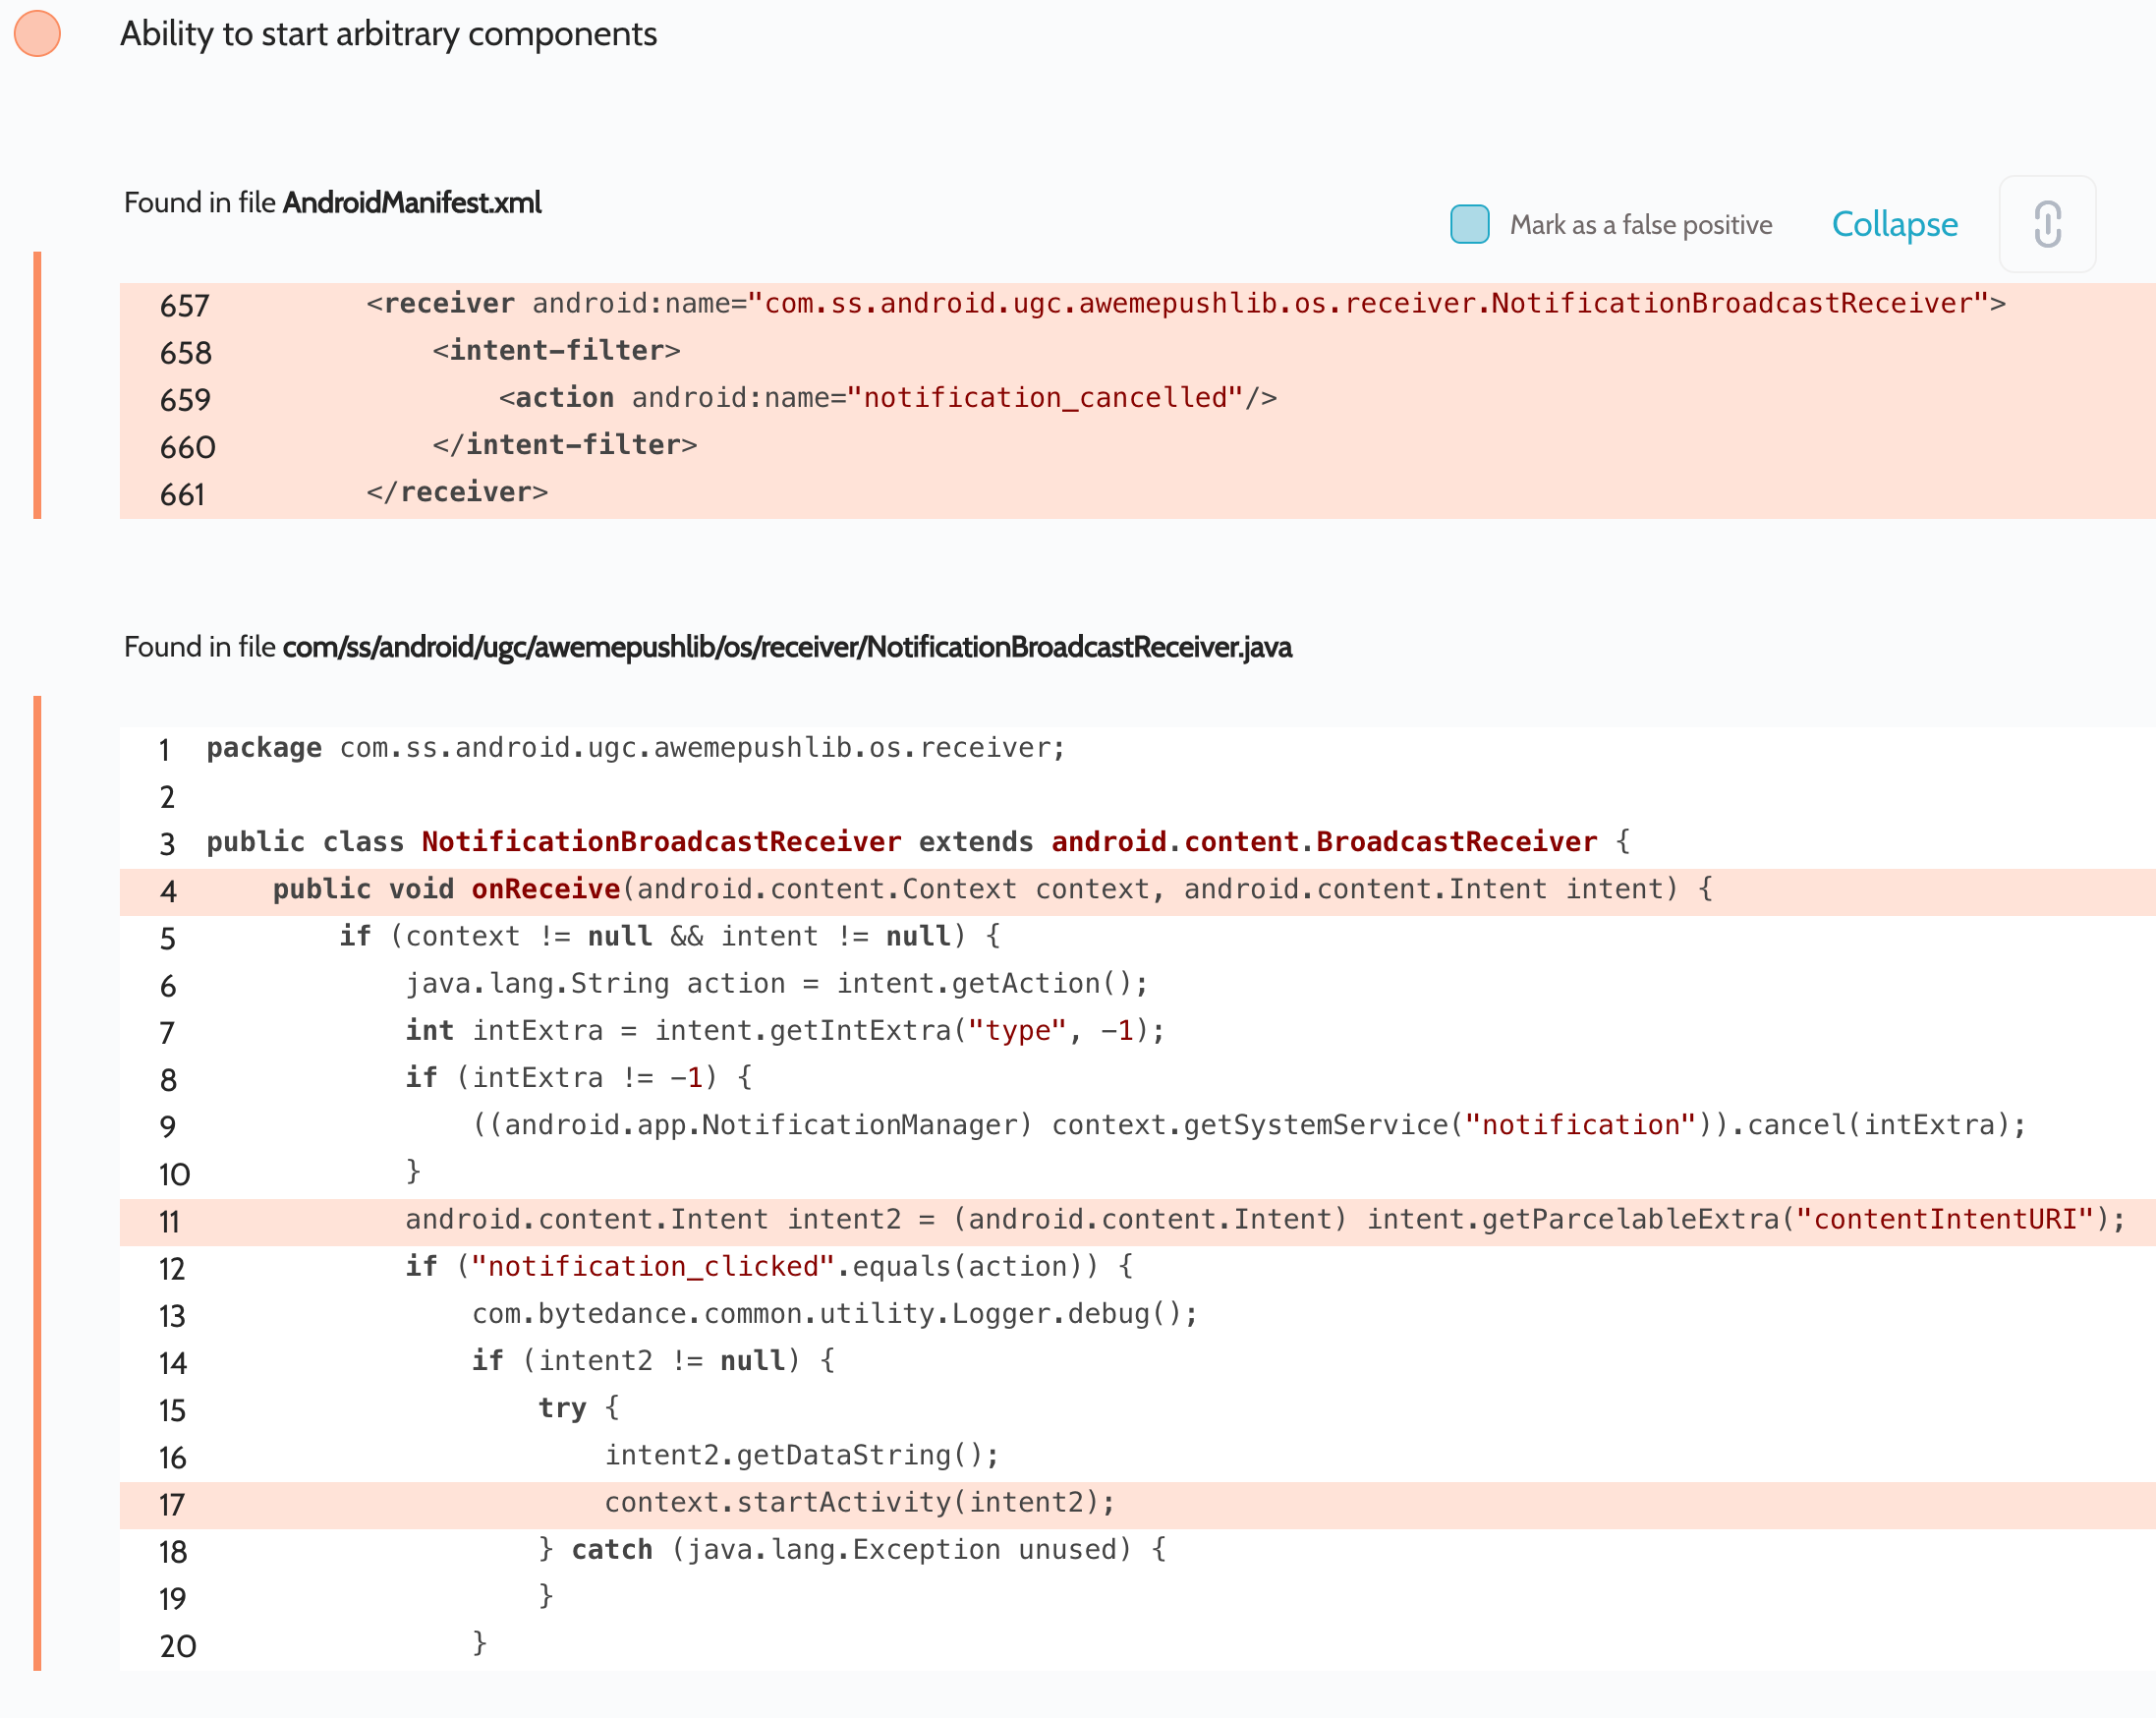 Ability to start arbitrary components
Found in file AndroidManifest.xml
Mark as a false positive
Collapse
657 <receiver android:name="com.ss.android.ugc.awemepushlib.os.receiver.NotificationBroadcastReceiver">
658 <intent-filter>
659 <action android:name="notification_cancelled"/>
660 </intent-filter>
661 </receiver>
Found in file com/ss/android/ugc/awemepushlib/os/receiver/NotificationBroadcastReceiver.java
1 package com.ss.android.ugc.awemepushlib.os.receiver;
2
3 public class NotificationBroadcastReceiver extends android.content.BroadcastReceiver {
4 public void onReceive(android.content.Context context, android.content.Intent intent) {
5 if (context != null && intent != null) {
6 java.lang.String action = intent.getAction();
7 int intExtra = intent.getIntExtra("type", -1);
8 if (intExtra != -1) {
9 ((android.app.NotificationManager) context.getSystemService("notification")).cancel(intExtra);
10 }
11 android.content.Intent intent2 = (android.content.Intent) intent.getParcelableExtra("contentIntentURI");
12 if ("notification_clicked".equals(action)) {
13 com.bytedance.common.utility.Logger.debug();
14 if (intent2 != null) {
15 try {
16 intent2.getDataString();
17 context.startActivity(intent2);
18 } catch (java.lang.Exception unused) {
19 }
20 }